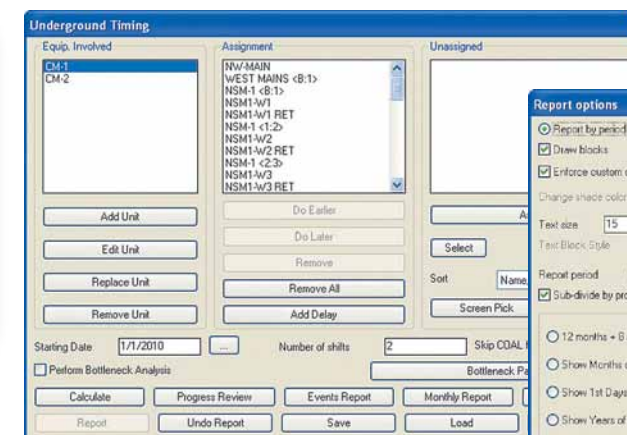 Underground Timing
Equip. Involved
CM-1
CM-2
Add Unit
Edit Unit
Replace Unit
Remove Unit
Assignment
NW-MAIN
WEST MAINS <B:1>
NSM-1 <B:1>
NSM1-W1
NSM1-W1 RET
NSM-1 <1:2>
NSM1-W2
NSM1-W2 RET
NSM-1 <2:3>
NSM1-W3
NSM1-W3 RET
Do Earlier
Do Later
Remove
Remove All
Add Delay
Unassigned
Select
Sort Name,
Screen Pick
Starting Date 1/1/2010 ... Number of shifts 2 Skip COAL
Perform Bottleneck Analysis Bottleneck Pa
Calculate Progress Review Events Report Monthly Report
Report Undo Report Save Load
Report options
Report by period
Draw blocks
Enforce custom
Change shade color
Text size 15
Text Block Style
Report period
Sub-divide by pro
12 months + 8
Show Months
Show 1st Days
Show Years of